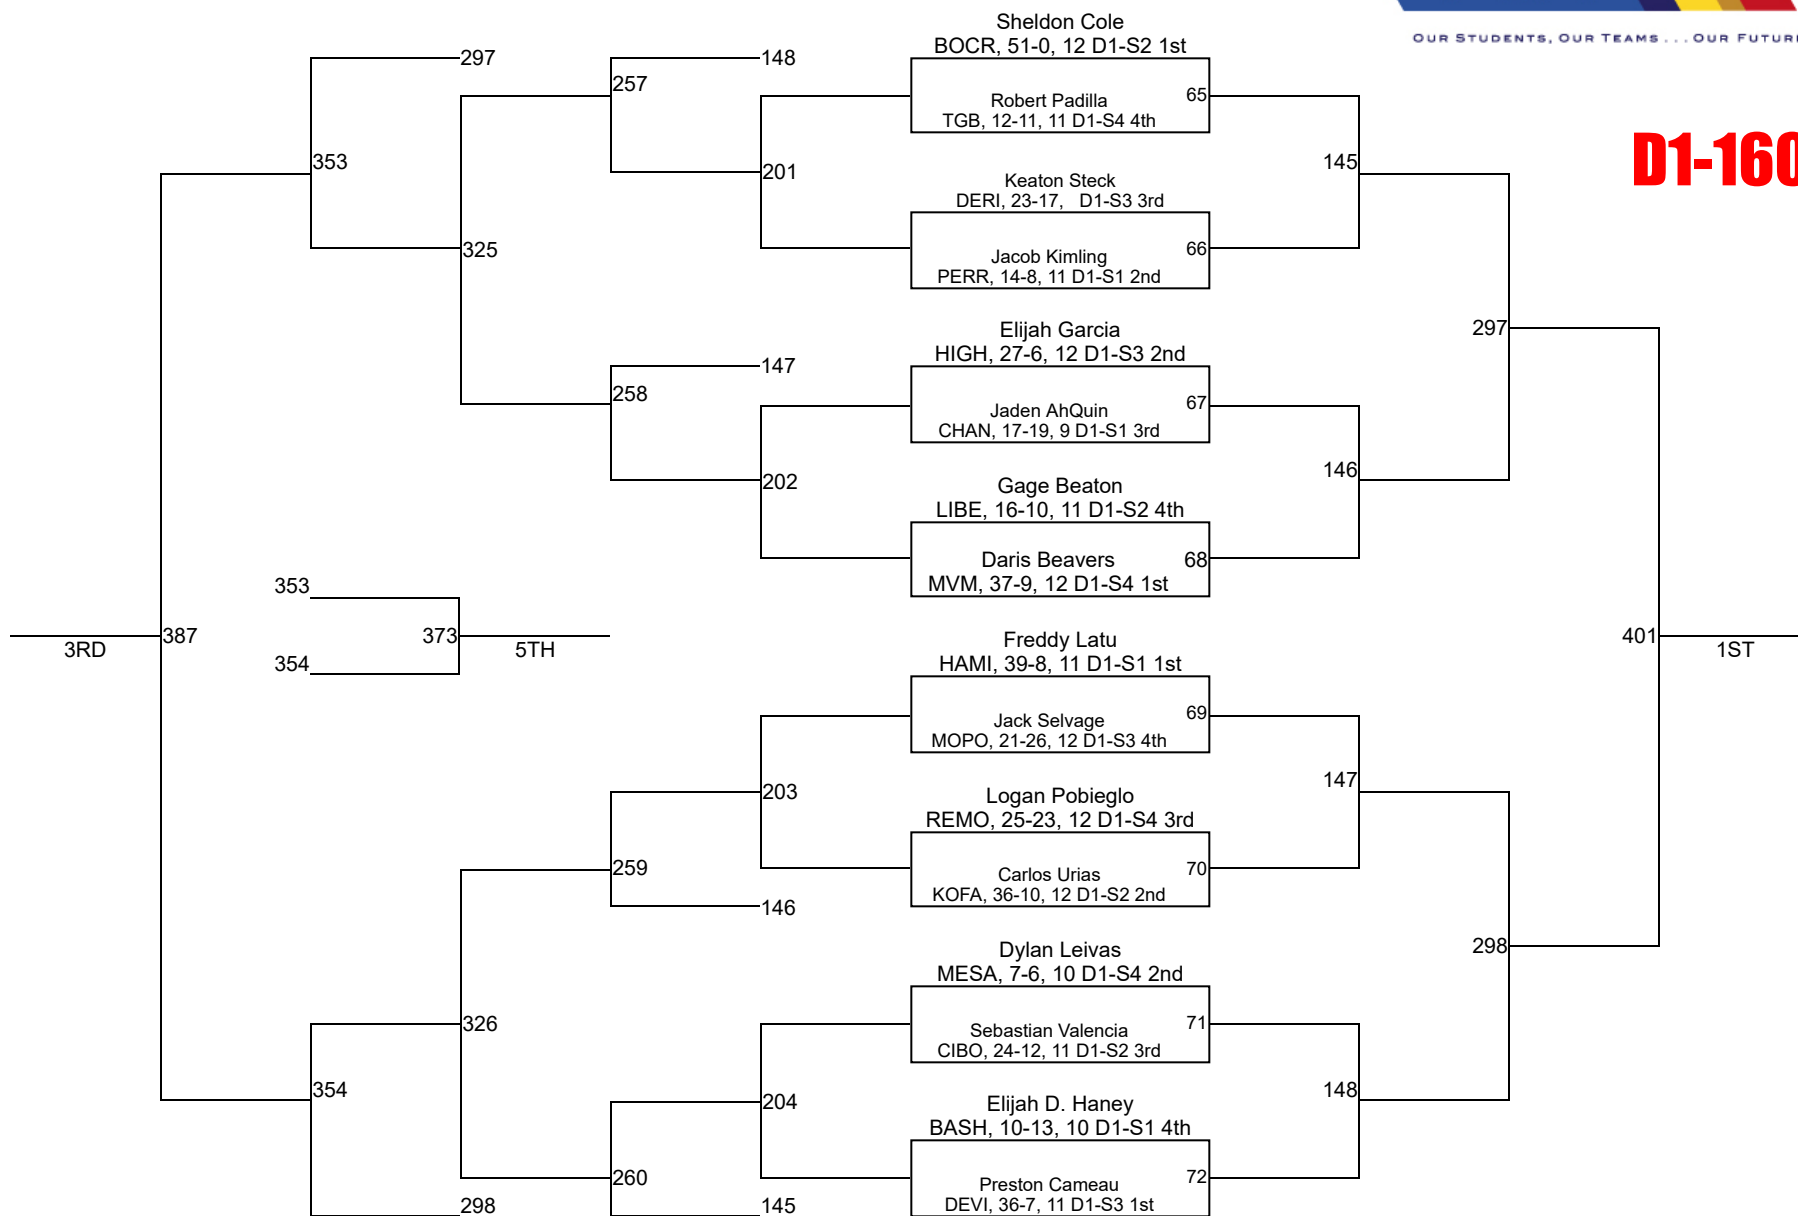 OUR STUDENTS, OUR TEAMS . . . OUR FUTURE
D1-160
Sheldon Cole
BOCR, 51-0, 12 D1-S2 1st
65
Robert Padilla
TGB, 12-11, 11 D1-S4 4th
Keaton Steck
DERI, 23-17, D1-S3 3rd
66
Jacob Kimling
PERR, 14-8, 11 D1-S1 2nd
Elijah Garcia
HIGH, 27-6, 12 D1-S3 2nd
67
Jaden AhQuin
CHAN, 17-19, 9 D1-S1 3rd
Gage Beaton
LIBE, 16-10, 11 D1-S2 4th
68
Daris Beavers
MVM, 37-9, 12 D1-S4 1st
Freddy Latu
HAMI, 39-8, 11 D1-S1 1st
69
Jack Selvage
MOPO, 21-26, 12 D1-S3 4th
Logan Pobieglo
REMO, 25-23, 12 D1-S4 3rd
70
Carlos Urias
KOFA, 36-10, 12 D1-S2 2nd
Dylan Leivas
MESA, 7-6, 10 D1-S4 2nd
71
Sebastian Valencia
CIBO, 24-12, 11 D1-S2 3rd
Elijah D. Haney
BASH, 10-13, 10 D1-S1 4th
72
Preston Cameau
DEVI, 36-7, 11 D1-S3 1st
145
146
147
148
297
298
401
1ST
148
201
147
202
203
146
204
145
257
258
259
260
297
325
326
298
353
354
353
354
373
5TH
387
3RD